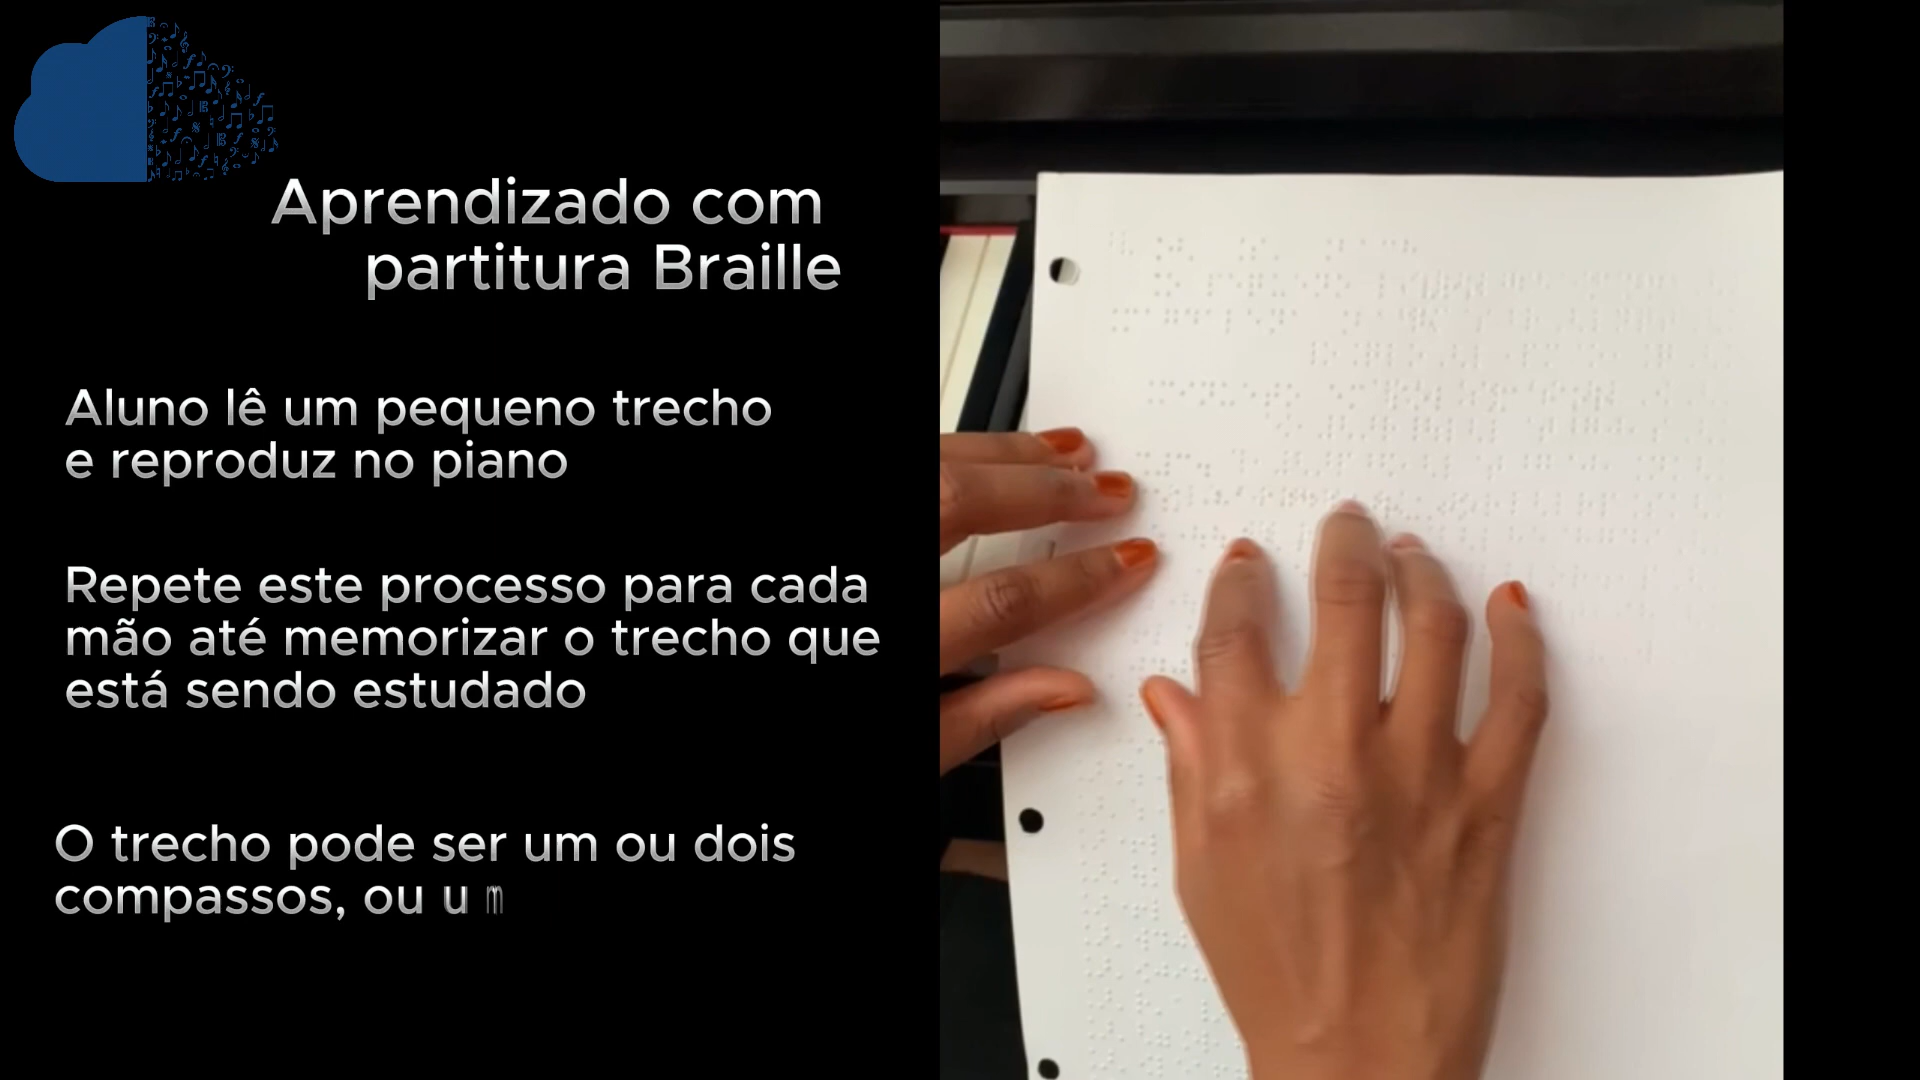 Aprendizado com
partitura Braille
Aluno lê um pequeno trecho
e reproduz no piano
Repete este processo para cada
mão até memorizar o trecho que
está sendo estudado
O trecho pode ser um ou dois
compassos, ou um